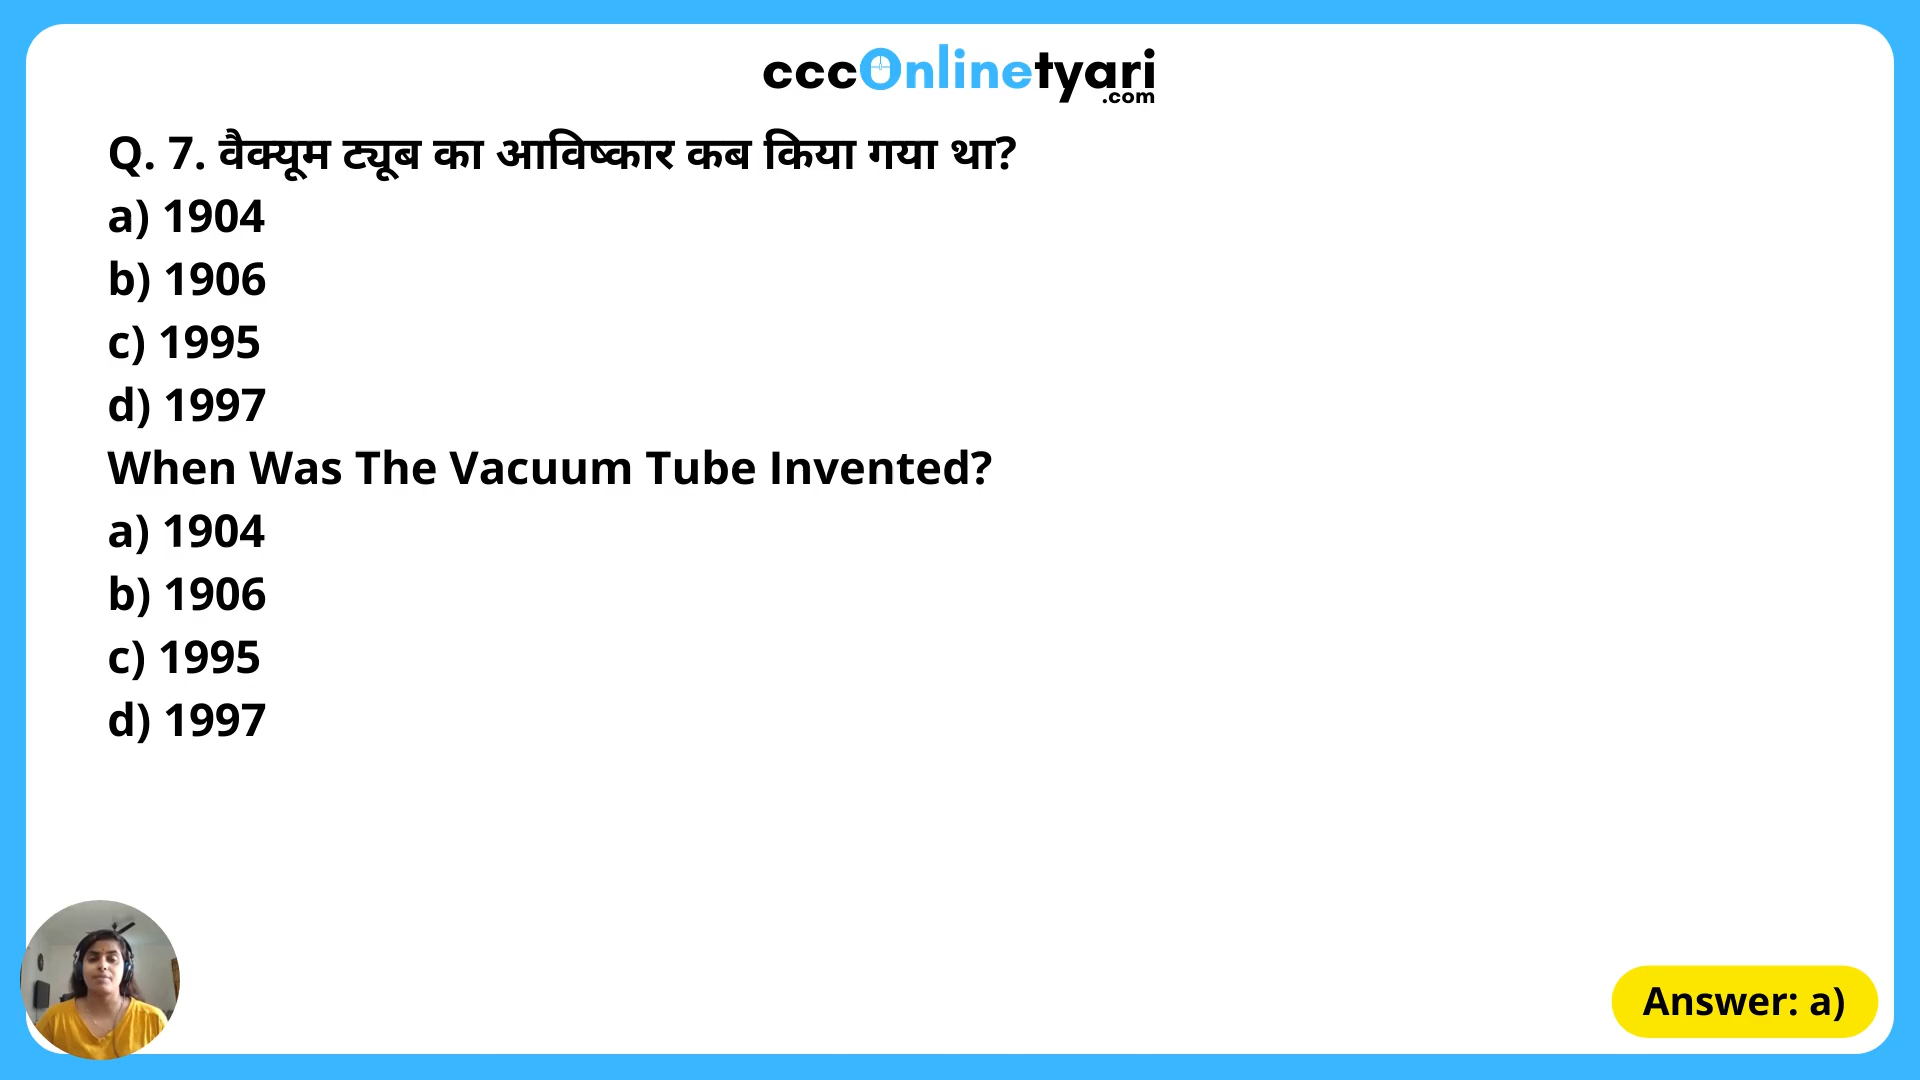 cccOnlinetyari
.com
Q. 7. वैक्यूम ट्यूब का आविष्कार कब किया गया था?
a) 1904
b) 1906
c) 1995
d) 1997
When Was The Vacuum Tube Invented?
a) 1904
b) 1906
c) 1995
d) 1997
Answer: a)